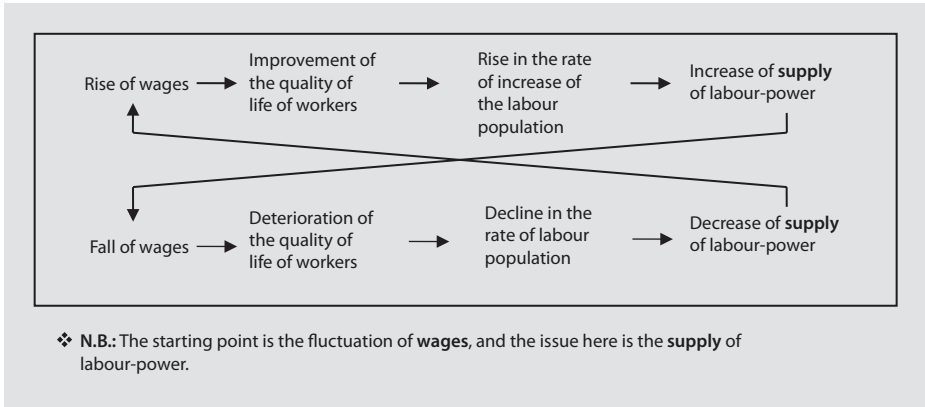 Rise of wages
Improvement of
the quality of
life of workers
Rise in the rate
of increase of
the labour
population
Increase of supply
of labour-power
Fall of wages
Deterioration of
the quality of
life of workers
Decline in the
rate of labour
population
Decrease of supply
of labour-power
❖ N.B.: The starting point is the fluctuation of wages, and the issue here is the supply of
labour-power.